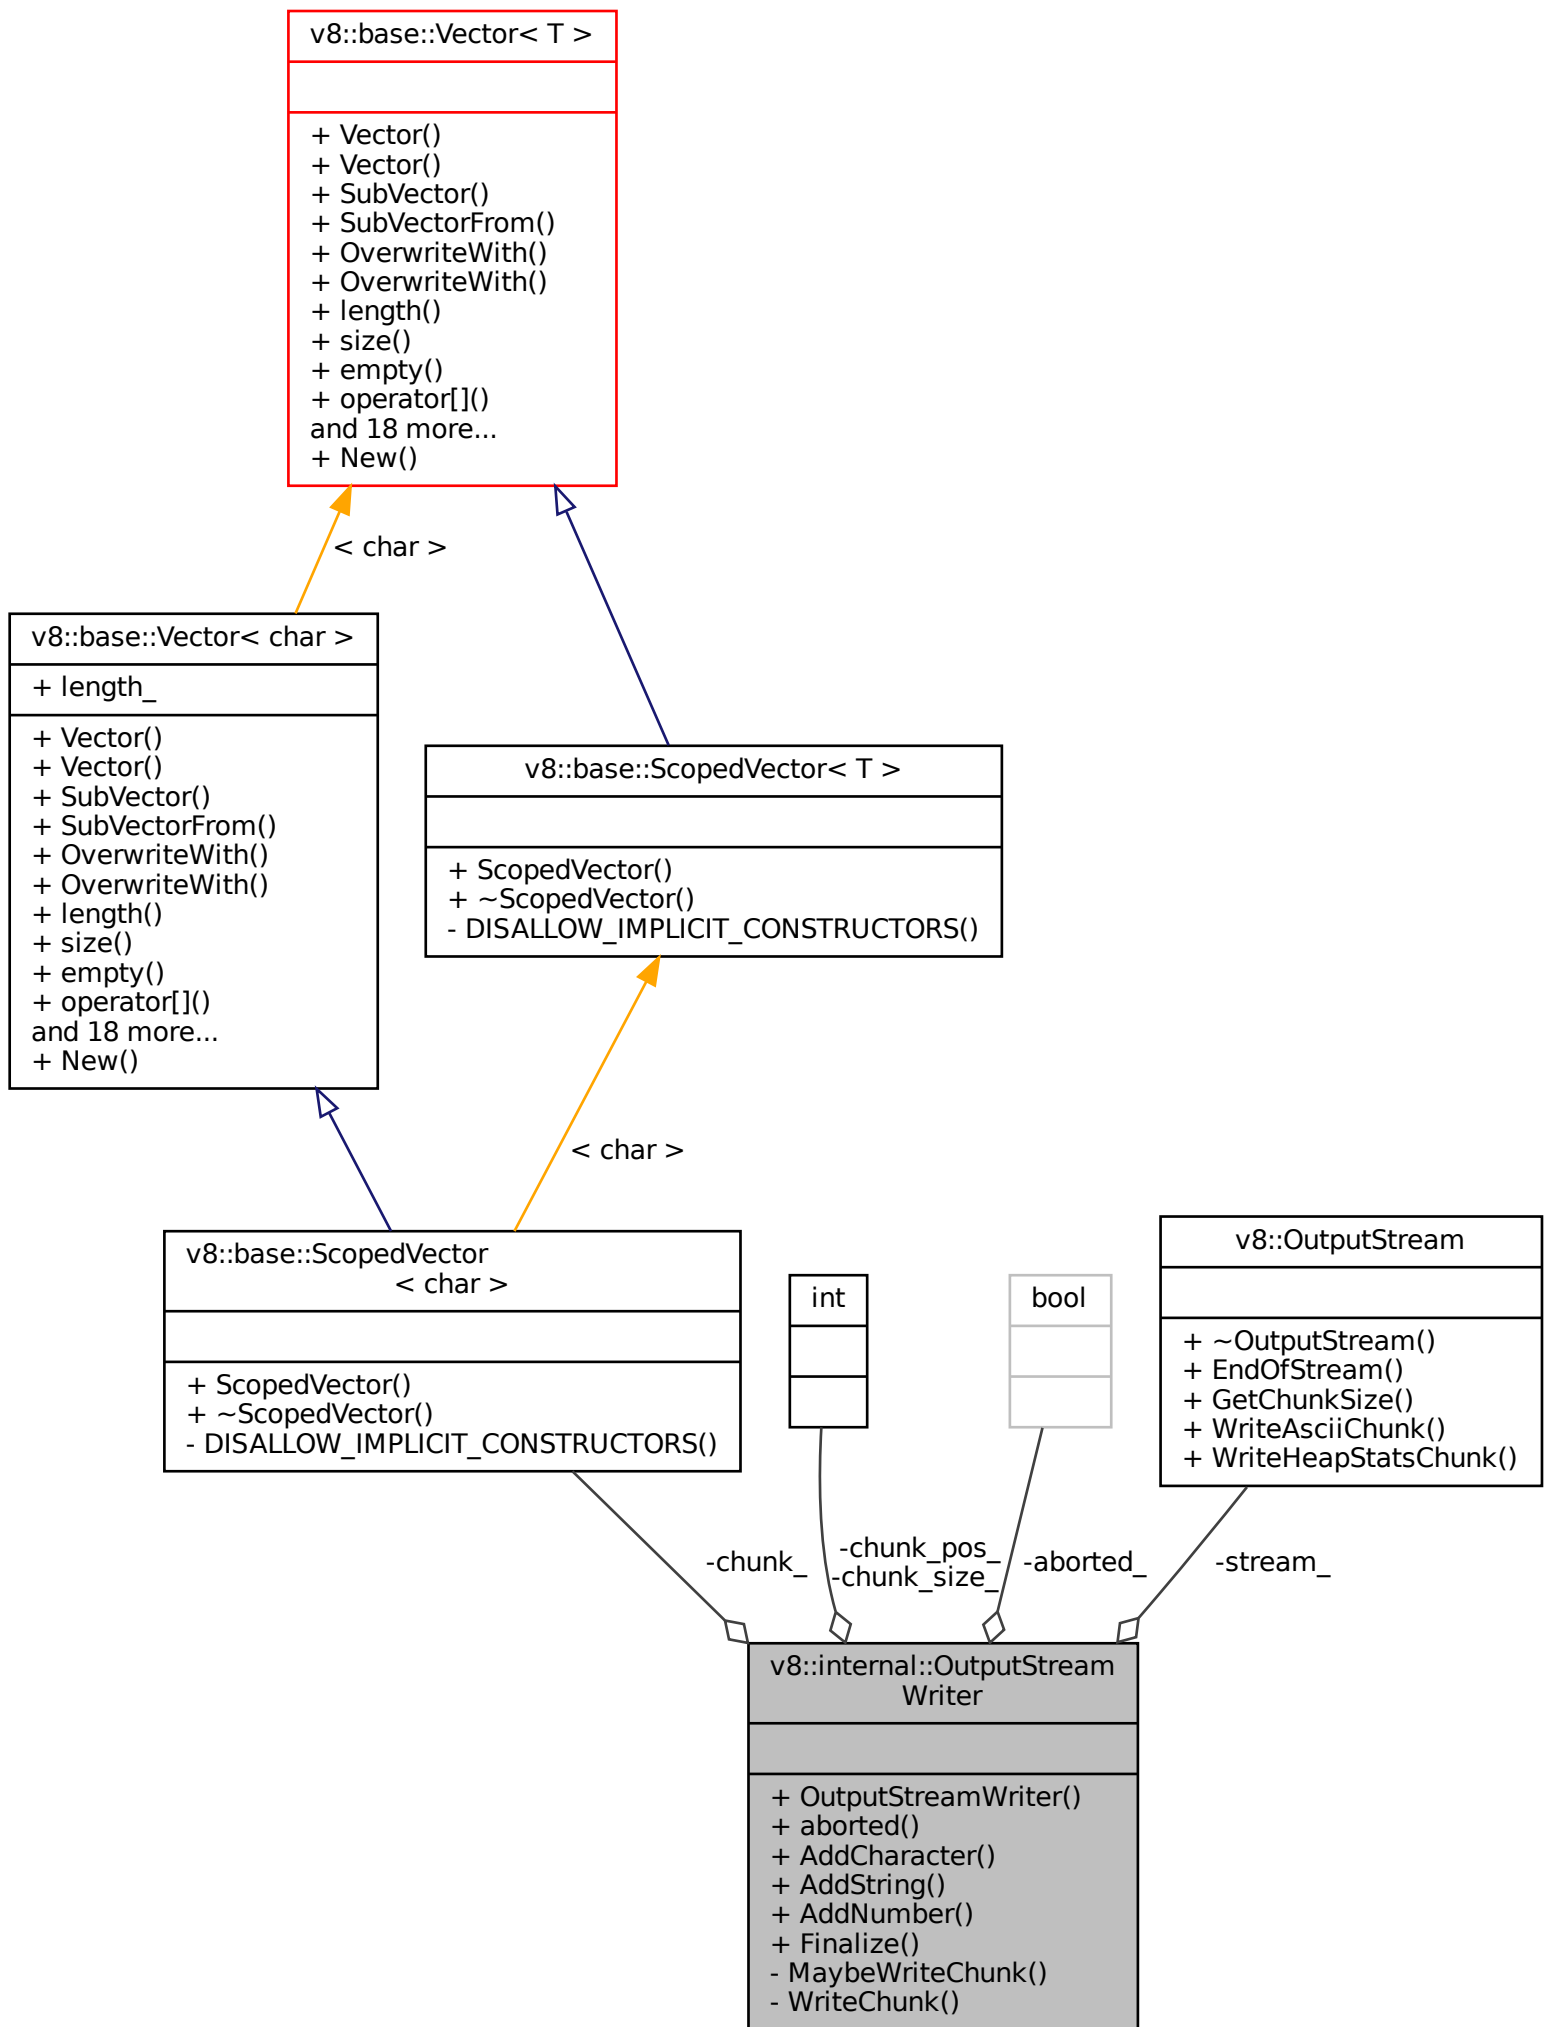 v8::base::Vector< T >
+ Vector()
+ Vector()
+ SubVector()
+ SubVectorFrom()
+ OverwriteWith()
+ OverwriteWith()
+ length()
+ size()
+ empty()
+ operator[]()
and 18 more...
+ New()
< char >
v8::base::Vector< char >
+ length_
+ Vector()
+ Vector()
+ SubVector()
+ SubVectorFrom()
+ OverwriteWith()
+ OverwriteWith()
+ length()
+ size()
+ empty()
+ operator[]()
and 18 more...
+ New()
v8::base::ScopedVector< T >
+ ScopedVector()
+ ~ScopedVector()
- DISALLOW_IMPLICIT_CONSTRUCTORS()
< char >
v8::base::ScopedVector
< char >
+ ScopedVector()
+ ~ScopedVector()
- DISALLOW_IMPLICIT_CONSTRUCTORS()
int
bool
v8::OutputStream
+ ~OutputStream()
+ EndOfStream()
+ GetChunkSize()
+ WriteAsciiChunk()
+ WriteHeapStatsChunk()
-chunk_
-chunk_pos_
-chunk_size_
-aborted_
-stream_
v8::internal::OutputStream
Writer
+ OutputStreamWriter()
+ aborted()
+ AddCharacter()
+ AddString()
+ AddNumber()
+ Finalize()
- MaybeWriteChunk()
- WriteChunk()